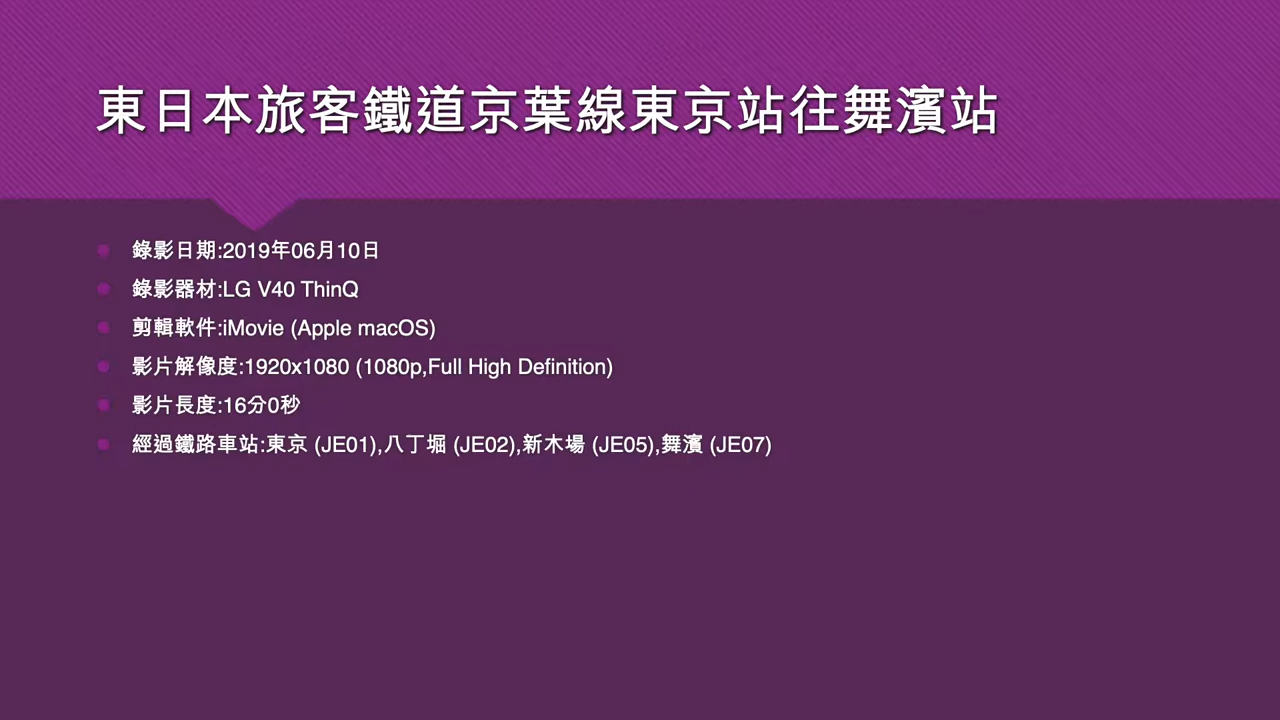 東日本旅客鐵道京葉線東京站往舞濱站
錄影日期:2019年06月10日
錄影器材:LG V40 ThinQ
剪輯軟件:iMovie (Apple macOS)
影片解像度:1920x1080 (1080p,Full High Definition)
影片長度:16分0秒
經過鐵路車站:東京 (JE01),八丁堀 (JE02),新木場 (JE05),舞濱 (JE07)